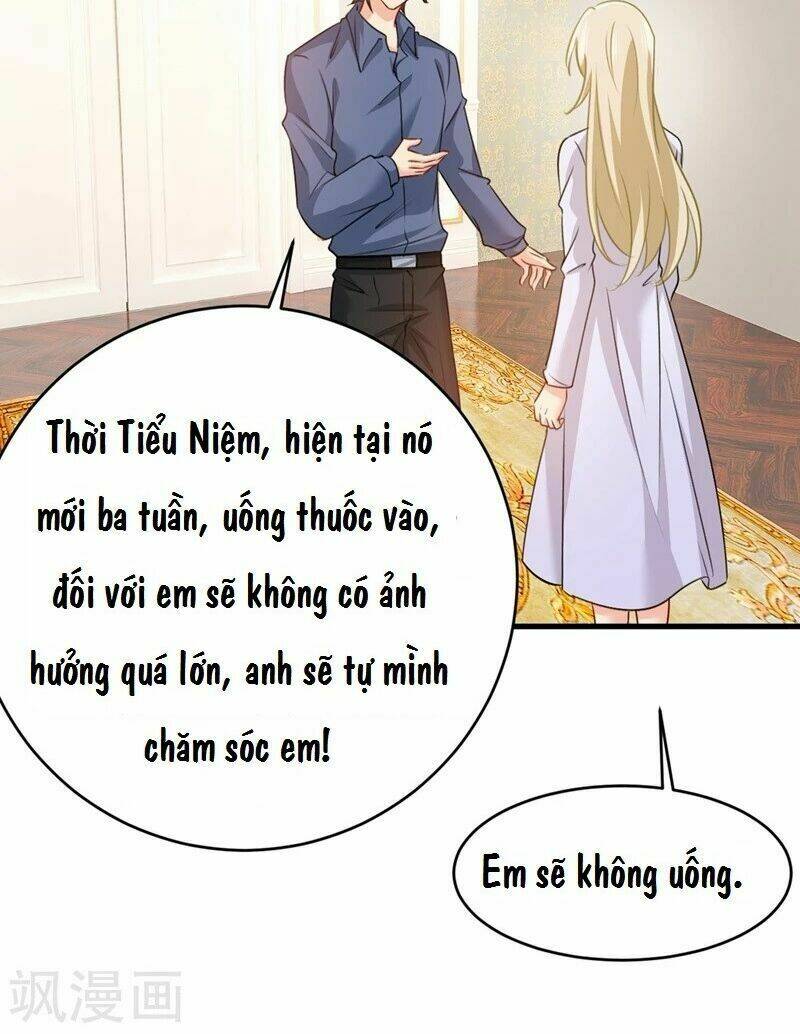 Thời Tiểu Niệm, hiện tại nó
mới ba tuần, uống thuốc vào,
đối với em sẽ không có ảnh
hưởng quá lớn, anh sẽ tự mình
chăm sóc em!
Em sẽ không uống.
飒漫画